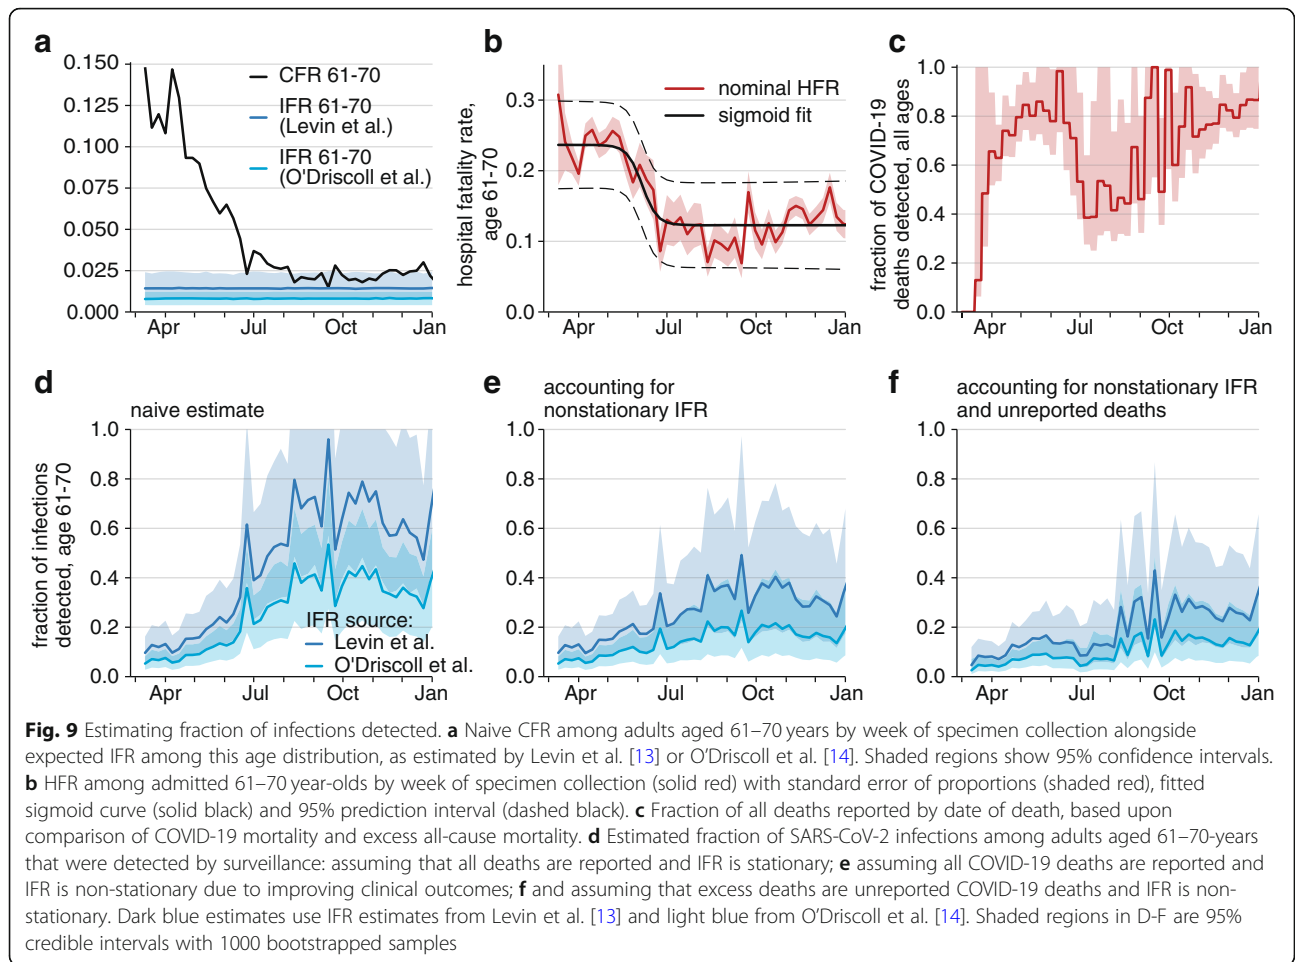 a
0.150
0.125
0.100
0.075
0.050
0.025
0.000
CFR 61-70
IFR 61-70
(Levin et al.)
IFR 61-70
(O'Driscoll et al.)
Apr Jul Oct Jan
b
hospital fatality rate,
age 61-70
0.3
0.2
0.1
0.0
nominal HFR
sigmoid fit
Apr Jul Oct Jan
c
fraction of COVID-19
deaths detected, all ages
1.0
0.8
0.6
0.4
0.2
0.0
Apr Jul Oct Jan
d
naive estimate
fraction of infections
detected, age 61-70
1.0
0.8
0.6
0.4
0.2
0.0
IFR source:
Levin et al.
O'Driscoll et al.
Apr Jul Oct Jan
e
accounting for
nonstationary IFR
1.0
0.8
0.6
0.4
0.2
0.0
Apr Jul Oct Jan
f
accounting for nonstationary IFR
and unreported deaths
1.0
0.8
0.6
0.4
0.2
0.0
Apr Jul Oct Jan
Fig. 9 Estimating fraction of infections detected. a Naive CFR among adults aged 61–70 years by week of specimen collection alongside
expected IFR among this age distribution, as estimated by Levin et al. [13] or O'Driscoll et al. [14]. Shaded regions show 95% confidence intervals.
b HFR among admitted 61–70 year-olds by week of specimen collection (solid red) with standard error of proportions (shaded red), fitted
sigmoid curve (solid black) and 95% prediction interval (dashed black). c Fraction of all deaths reported by date of death, based upon
comparison of COVID-19 mortality and excess all-cause mortality. d Estimated fraction of SARS-CoV-2 infections among adults aged 61–70-years
that were detected by surveillance: assuming that all deaths are reported and IFR is stationary; e assuming all COVID-19 deaths are reported and
IFR is non-stationary due to improving clinical outcomes; f and assuming that excess deaths are unreported COVID-19 deaths and IFR is non-
stationary. Dark blue estimates use IFR estimates from Levin et al. [13] and light blue from O'Driscoll et al. [14]. Shaded regions in D-F are 95%
credible intervals with 1000 bootstrapped samples